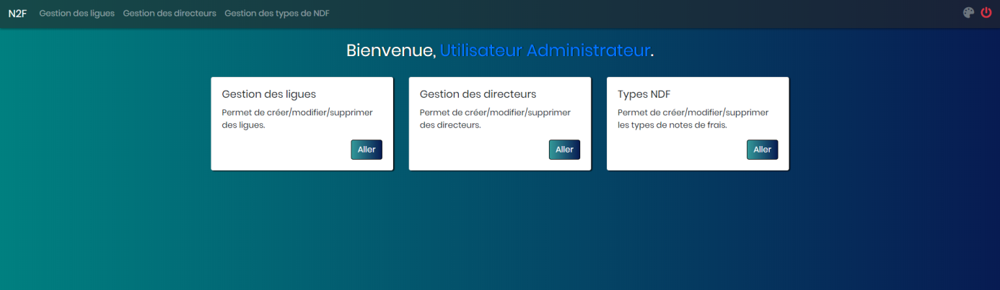 N2F Gestion des ligues Gestion des directeurs Gestion des types de NDF
Bienvenue, Utilisateur Administrateur.
Gestion des ligues
Permet de créer/modifier/supprimer
des ligues.
Aller
Gestion des directeurs
Permet de créer/modifier/supprimer
des directeurs.
Aller
Types NDF
Permet de créer/modifier/supprimer
les types de notes de frais.
Aller